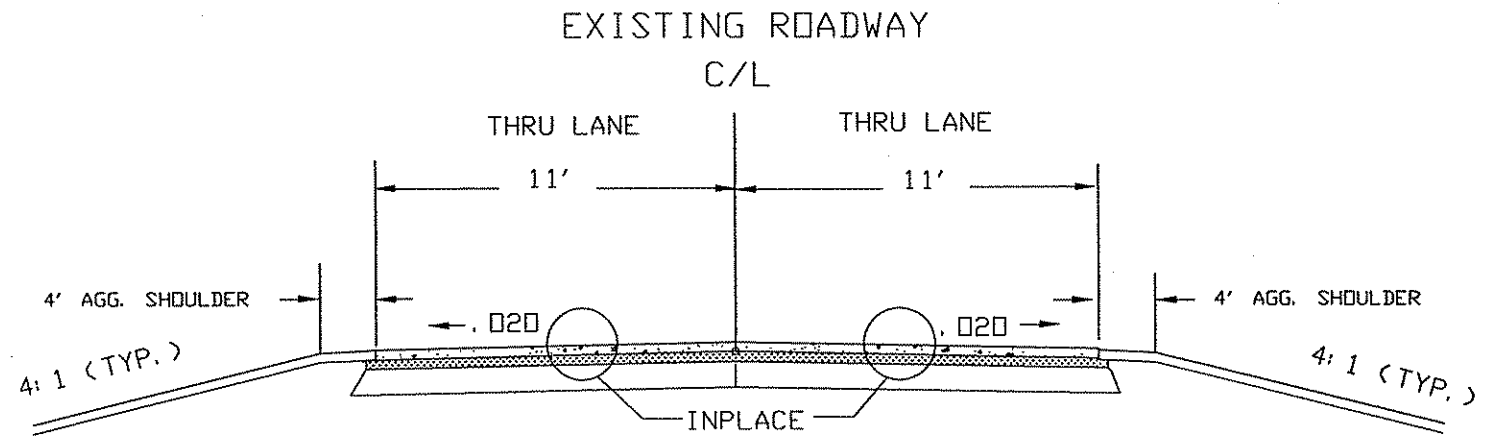 EXISTING ROADWAY
C/L
THRU LANE
THRU LANE
11'
11'
4' AGG. SHOULDER
4' AGG. SHOULDER
.020
.020
4:1 (TYP.)
4:1 (TYP.)
INPLACE